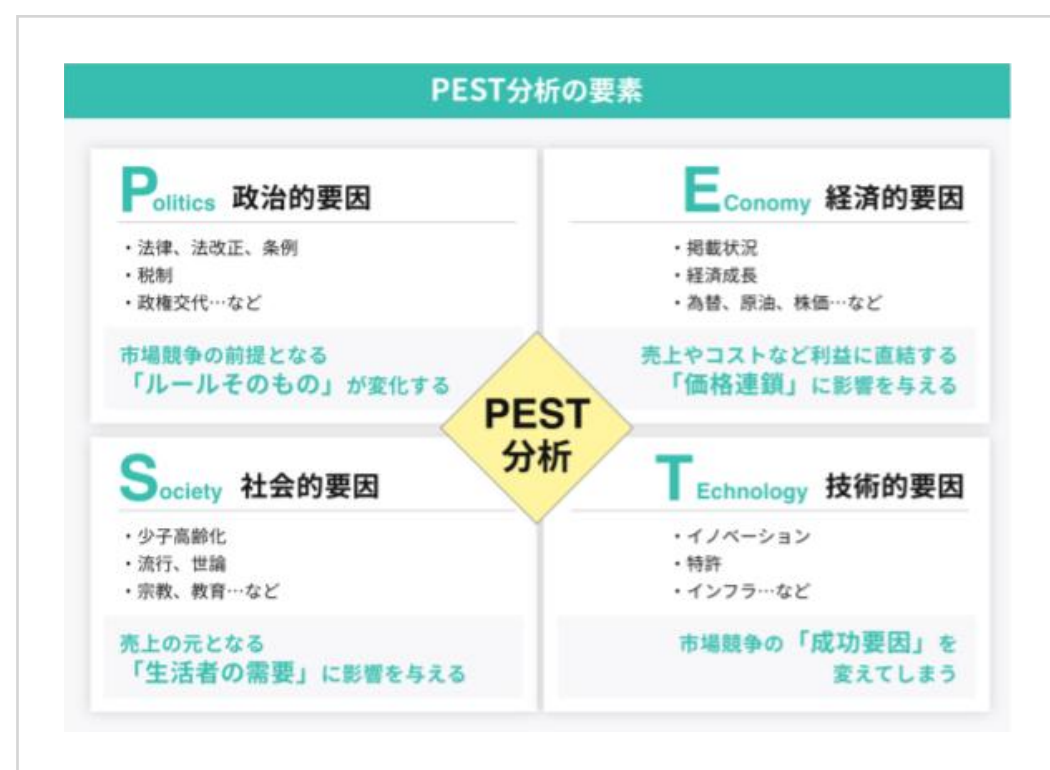 PEST分析の要素
Politics 政治的要因
・法律、法改正、条例
・税制
・政権交代…など
市場競争の前提となる
「ルールそのもの」が変化する
EConomy 経済的要因
・掲載状況
・経済成長
・為替、原油、株価…など
売上やコストなど利益に直結する
「価格連鎖」に影響を与える
PEST
分析
Society 社会的要因
・少子高齢化
・流行、世論
・宗教、教育…など
売上の元となる
「生活者の需要」に影響を与える
TEchnology 技術的要因
・イノベーション
・特許
・インフラ…など
市場競争の「成功要因」を
変えてしまう